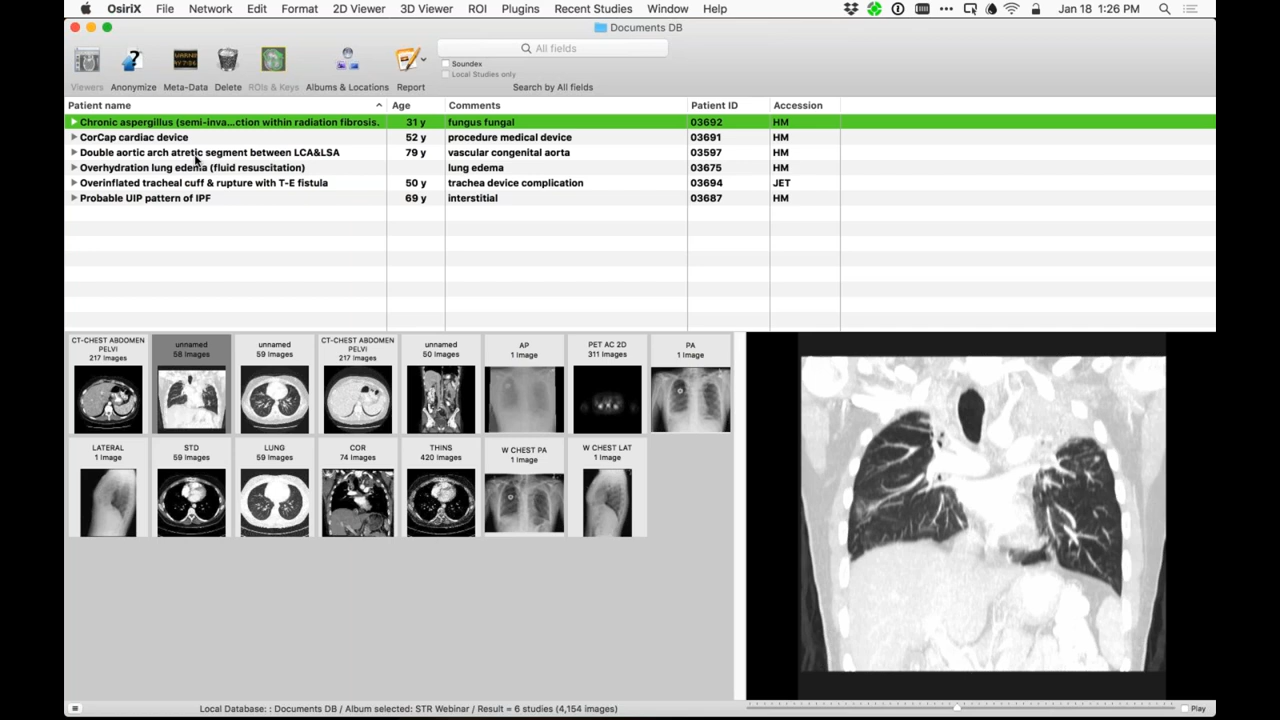 OsiriX File Network Edit Format 2D Viewer 3D Viewer ROI Plugins Recent Studies Window Help Jan 18 1:26 PM
Documents DB
All fields
Soundex
Local Studies only
Viewers Anonymize Meta-Data Delete ROIs & Keys Albums & Locations Report Search by All fields
Patient name Age Comments Patient ID Accession
Chronic aspergillus (semi-inva...ction within radiation fibrosis. 31 y fungus fungal 03692 HM
CorCap cardiac device 52 y procedure medical device 03691 HM
Double aortic arch atretic segment between LCA&LSA 79 y vascular congenital aorta 03597 HM
Overhydration lung edema (fluid resuscitation) lung edema 03675 HM
Overinflated tracheal cuff & rupture with T-E fistula 50 y trachea device complication 03694 JET
Probable UIP pattern of IPF 69 y interstitial 03687 HM
CT-CHEST ABDOMEN PELVI
217 Images
unnamed
58 Images
unnamed
59 Images
CT-CHEST ABDOMEN PELVI
217 Images
unnamed
50 Images
AP
1 Image
PET AC 2D
311 Images
PA
1 Image
LATERAL
1 Image
STD
59 Images
LUNG
59 Images
COR
74 Images
THINS
420 Images
W CHEST PA
1 Image
W CHEST LAT
1 Image
Local Database: : Documents DB / Album selected: STR Webinar / Result = 6 studies (4,154 images)
Play